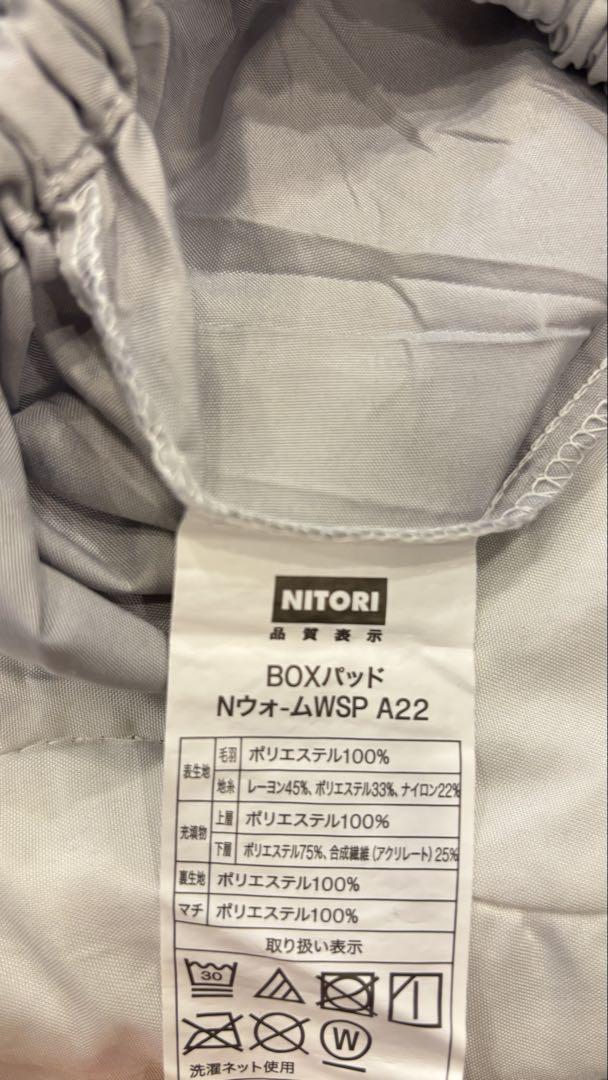 NITORI
品質表示
BOXパッド
NウォームWSP A22
表生地 毛羽 ポリエステル100%
地糸 レーヨン45%、ポリエステル33%、ナイロン22%
充填物 上層 ポリエステル100%
下層 ポリエステル75%、合成繊維(アクリレート)25%
裏生地 ポリエステル100%
マチ ポリエステル100%
取り扱い表示
30
W
洗濯ネット使用